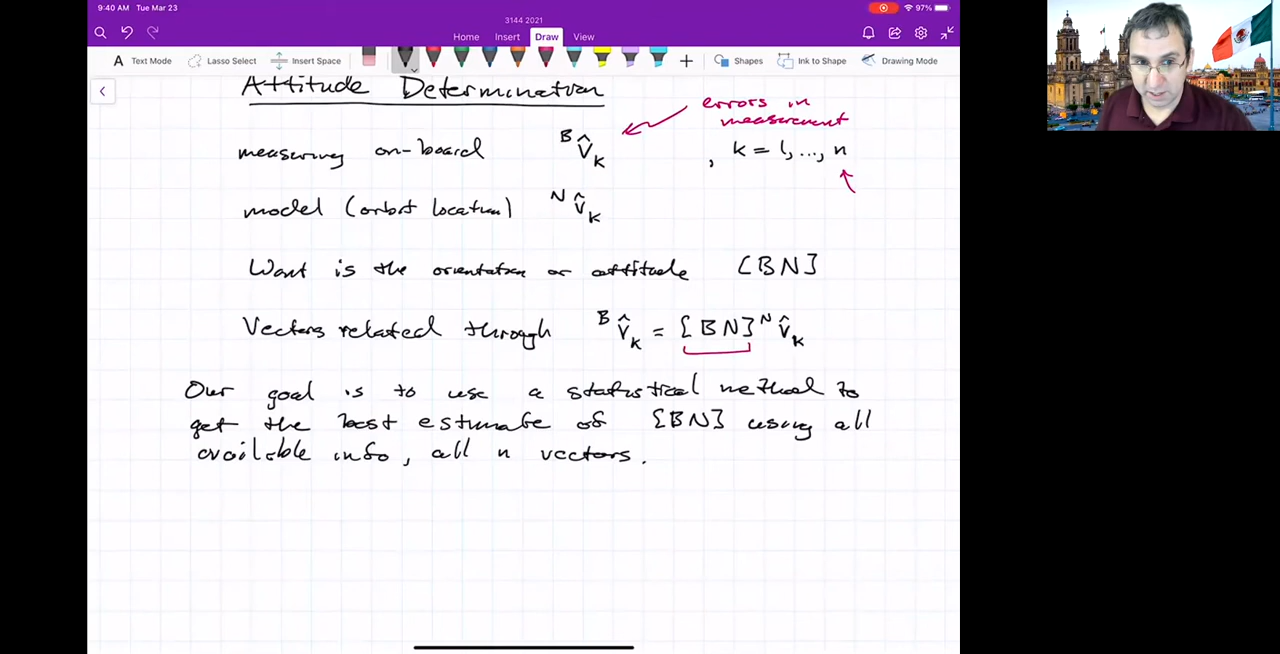 9:40 AM Tue Mar 23
97%
3144 2021
Home Insert Draw View
Text Mode Lasso Select Insert Space Shapes Ink to Shape Drawing Mode
Attitude Determination
errors in
measurement
measuring on-board ᴮv̂ₖ , k = 1, ..., n
model (orbit location) ᴺv̂ₖ
Want is the orientation or attitude [BN]
Vectors related through ᴮv̂ₖ = [BN] ᴺv̂ₖ
Our goal is to use a statistical method to
get the best estimate of [BN] using all
available info, all n vectors.